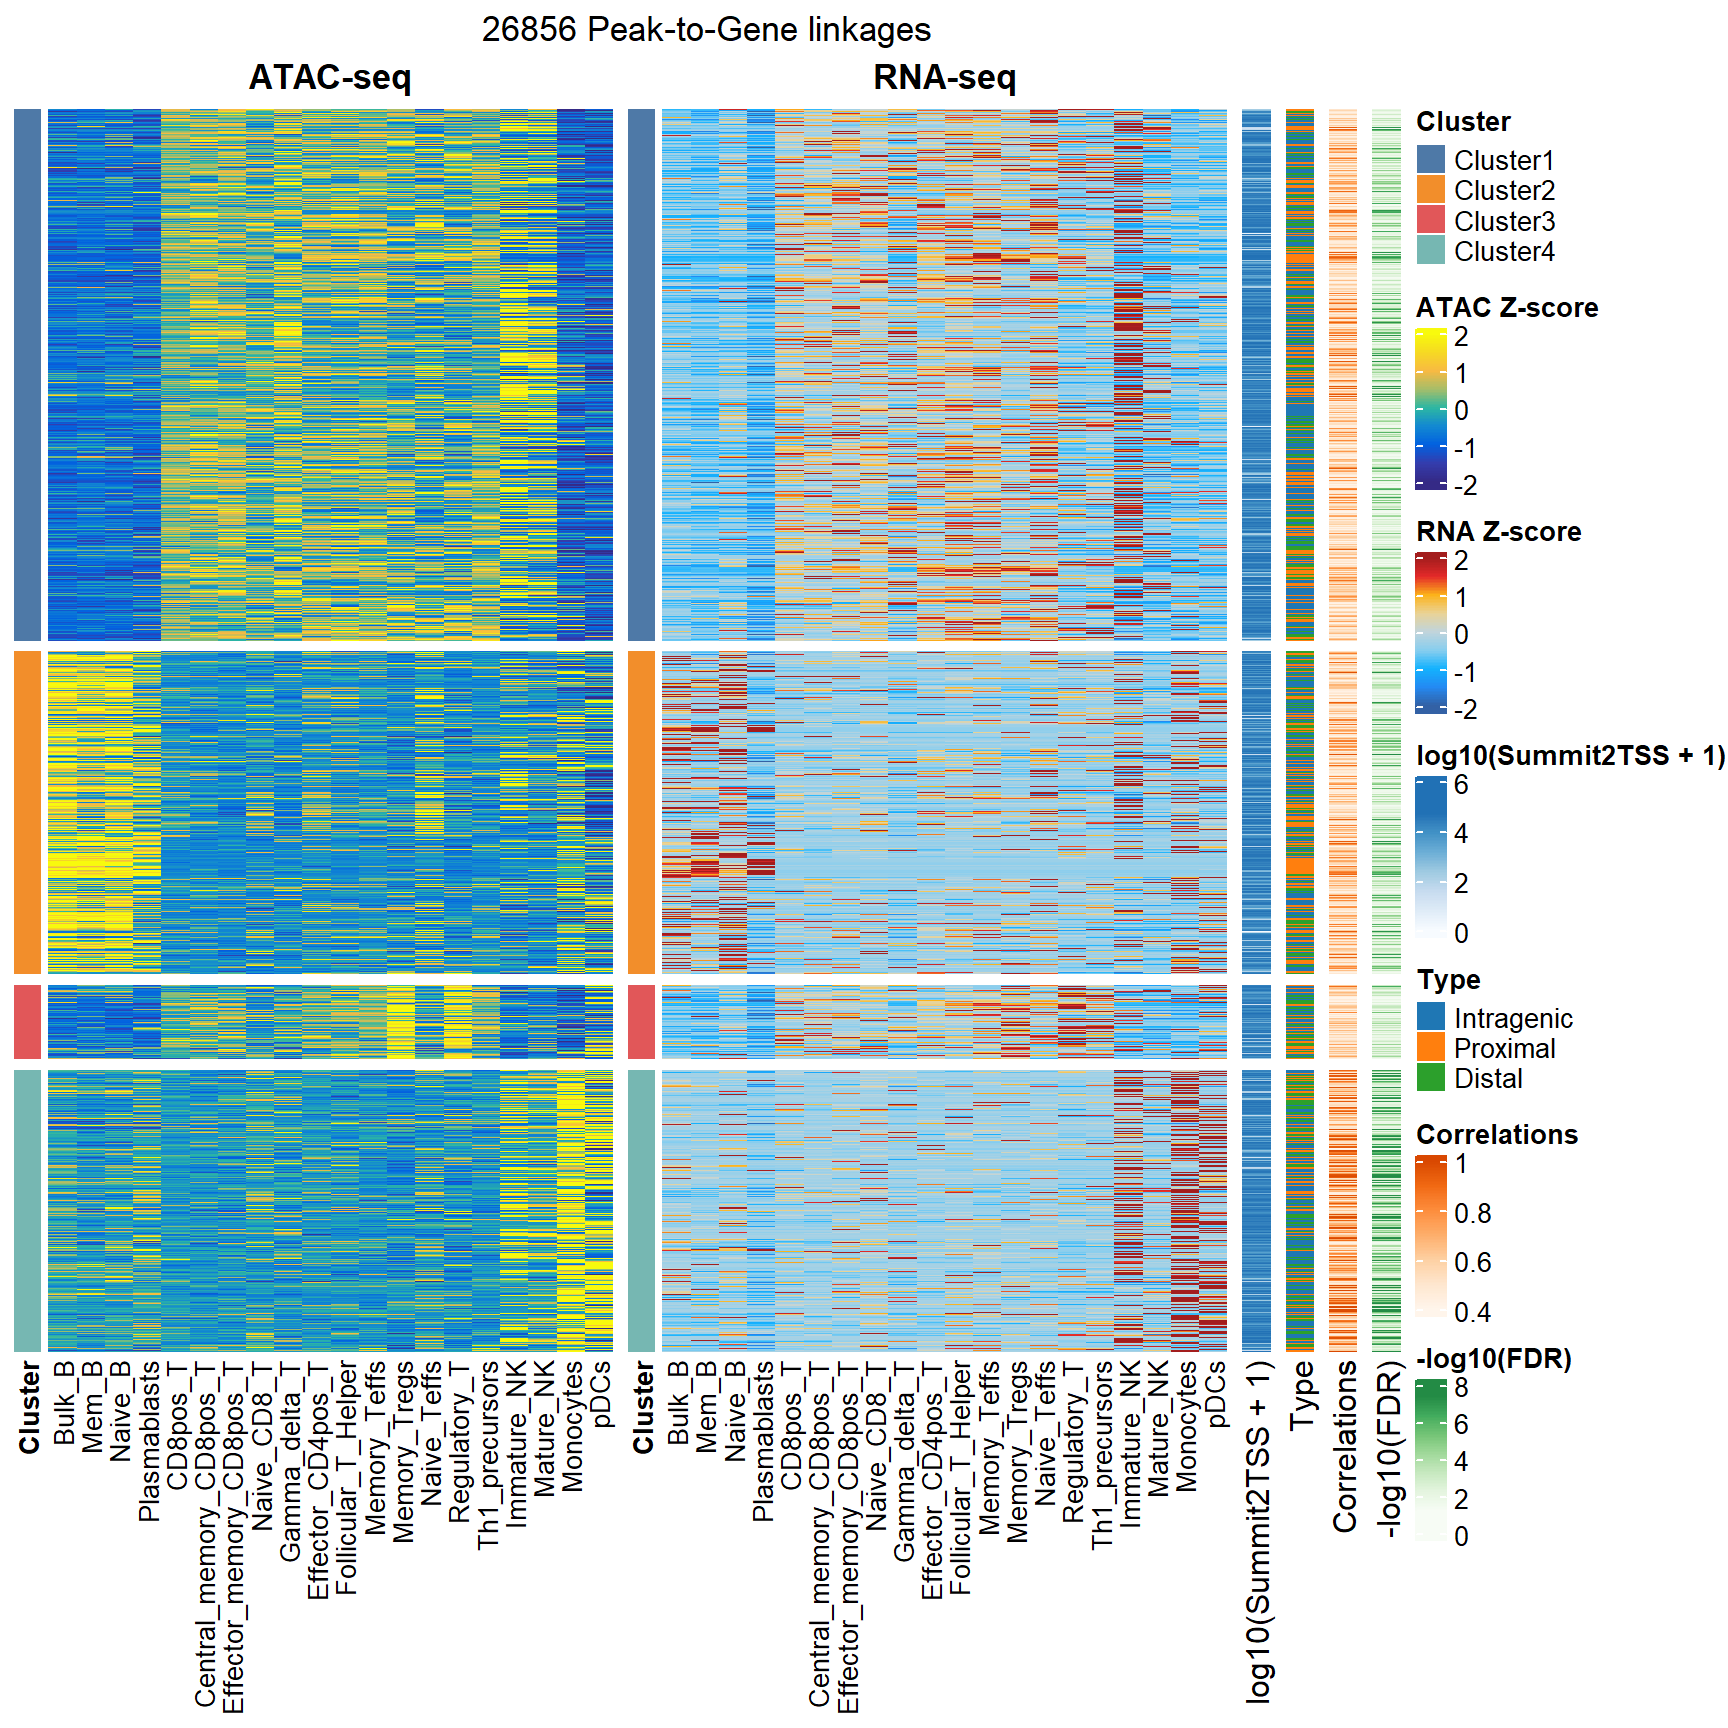 26856 Peak-to-Gene linkages
ATAC-seq
RNA-seq
Cluster
Cluster1
Cluster2
Cluster3
Cluster4
ATAC Z-score
2
1
0
-1
-2
RNA Z-score
2
1
0
-1
-2
log10(Summit2TSS + 1)
6
4
2
0
Type
Intragenic
Proximal
Distal
Correlations
1
0.8
0.6
0.4
-log10(FDR)
8
6
4
2
0
Cluster
Bulk_B
Mem_B
Naive_B
Plasmablasts
CD8pos_T
Central_memory_CD8pos_T
Effector_memory_CD8pos_T
Naive_CD8_T
Gamma_delta_T
Effector_CD4pos_T
Follicular_T_Helper
Memory_Teffs
Memory_Tregs
Naive_Teffs
Regulatory_T
Th1_precursors
Immature_NK
Mature_NK
Monocytes
pDCs
Cluster
Bulk_B
Mem_B
Naive_B
Plasmablasts
CD8pos_T
Central_memory_CD8pos_T
Effector_memory_CD8pos_T
Naive_CD8_T
Gamma_delta_T
Effector_CD4pos_T
Follicular_T_Helper
Memory_Teffs
Memory_Tregs
Naive_Teffs
Regulatory_T
Th1_precursors
Immature_NK
Mature_NK
Monocytes
pDCs
log10(Summit2TSS + 1)
Type
Correlations
-log10(FDR)